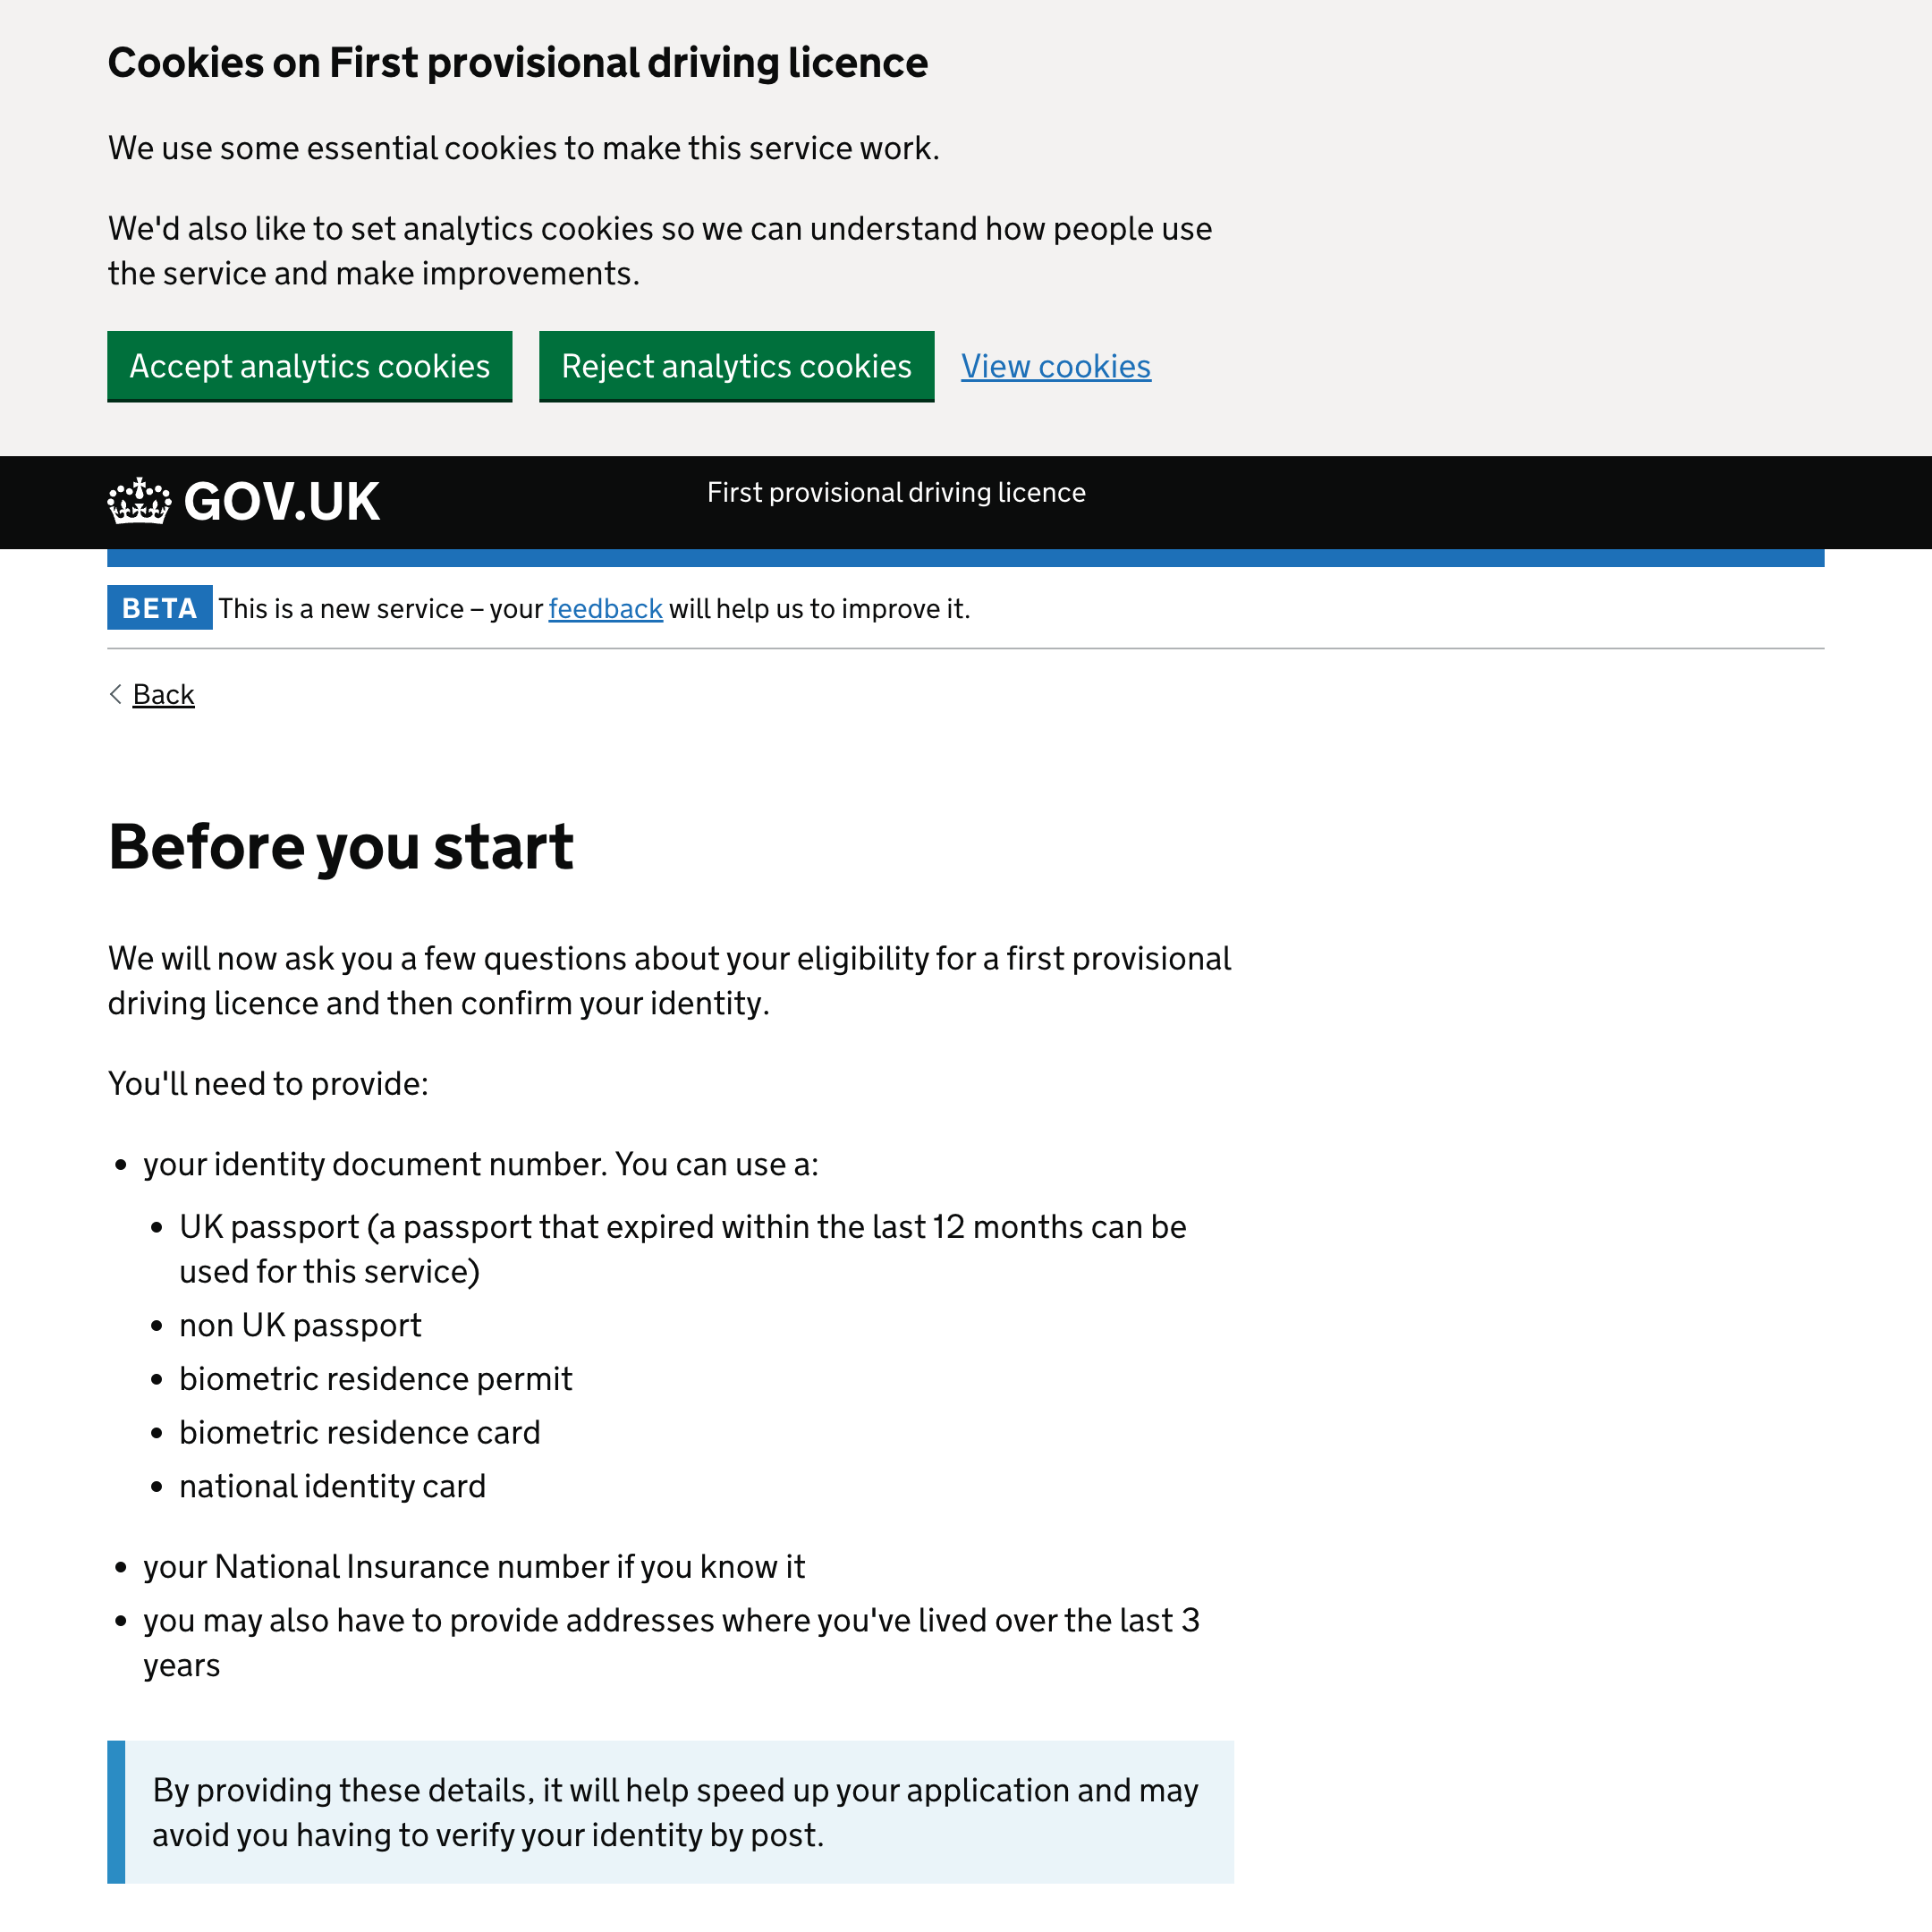 Cookies on First provisional driving licence
We use some essential cookies to make this service work.
We'd also like to set analytics cookies so we can understand how people use
the service and make improvements.
Accept analytics cookies Reject analytics cookies View cookies
GOV.UK First provisional driving licence
BETA This is a new service – your feedback will help us to improve it.
Back
Before you start
We will now ask you a few questions about your eligibility for a first provisional
driving licence and then confirm your identity.
You'll need to provide:
your identity document number. You can use a:
UK passport (a passport that expired within the last 12 months can be
used for this service)
non UK passport
biometric residence permit
biometric residence card
national identity card
your National Insurance number if you know it
you may also have to provide addresses where you've lived over the last 3
years
By providing these details, it will help speed up your application and may
avoid you having to verify your identity by post.